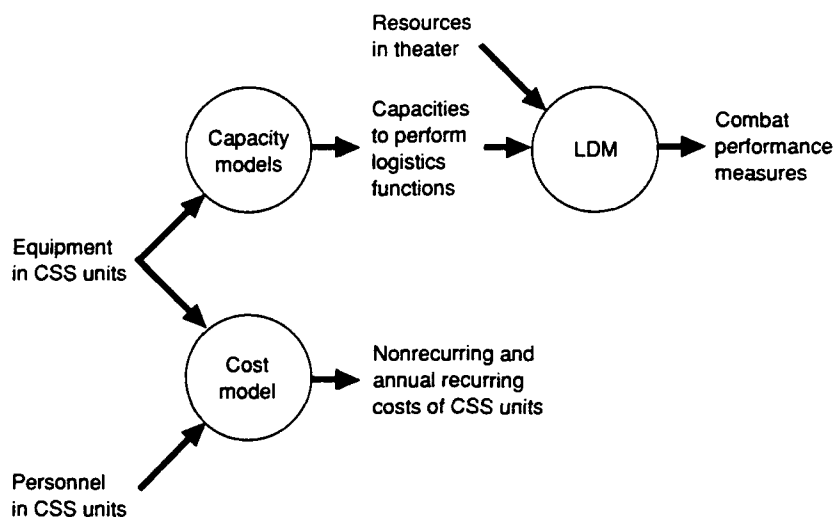 Resources
in theater
Capacity
models
Capacities
to perform
logistics
functions
LDM
Combat
performance
measures
Equipment
in CSS units
Cost
model
Nonrecurring and
annual recurring
costs of CSS units
Personnel
in CSS units